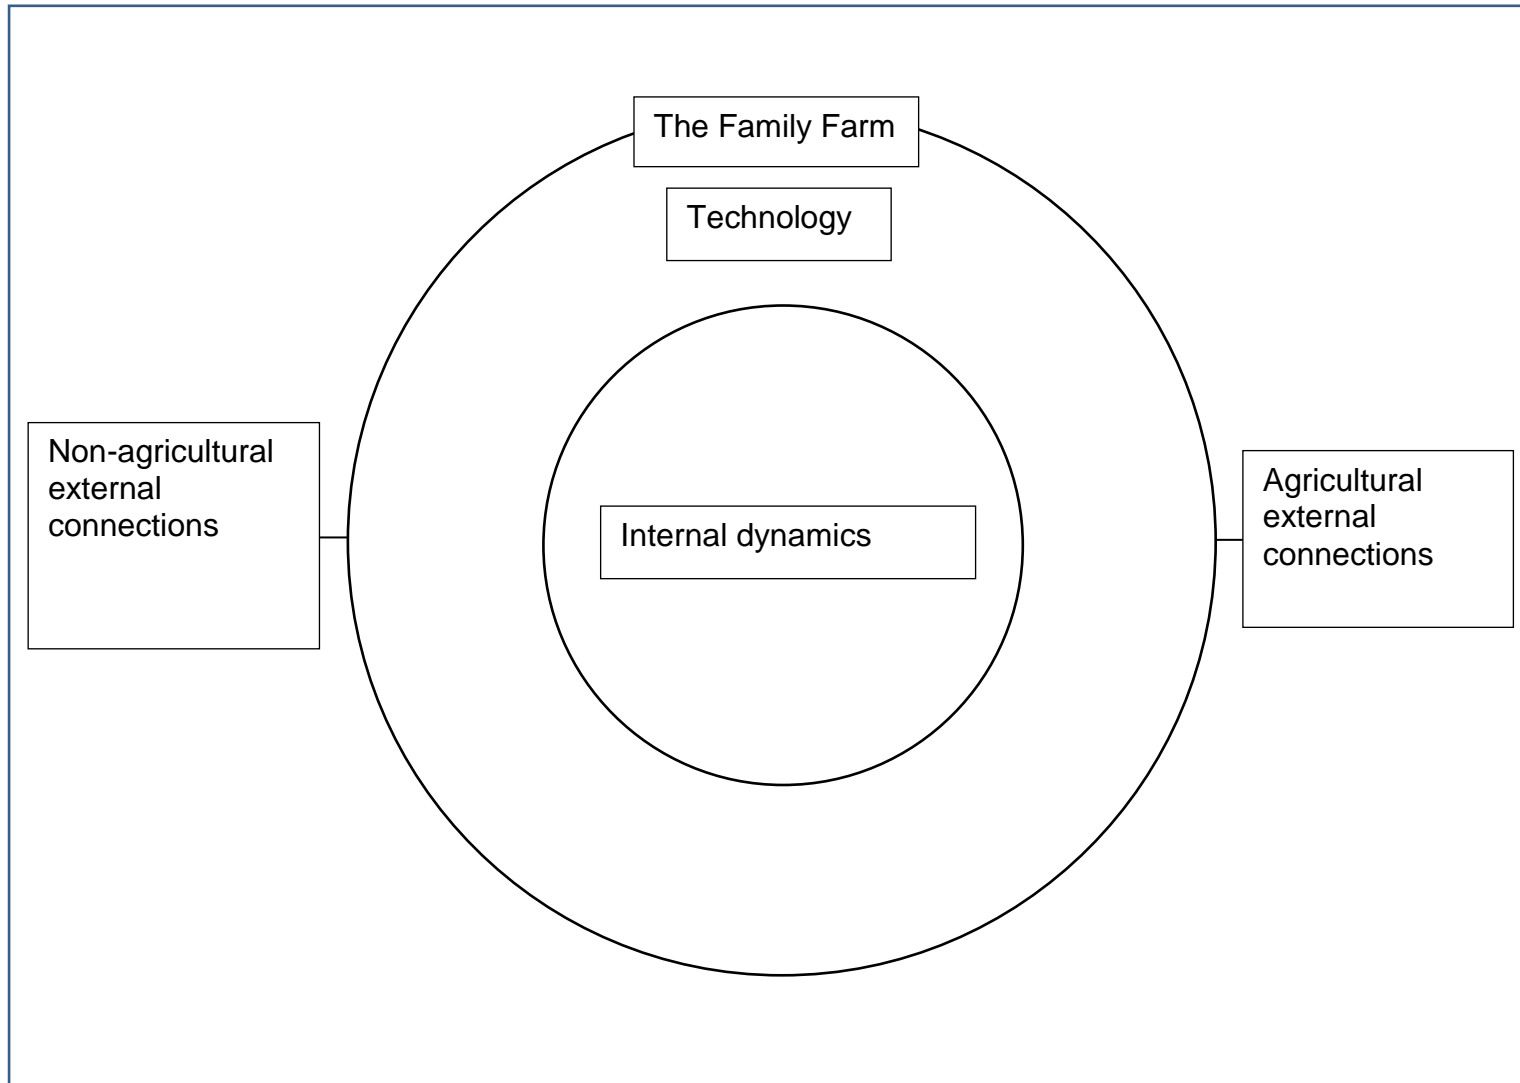 The Family Farm
Technology
Non-agricultural
external
connections
Internal dynamics
Agricultural
external
connections